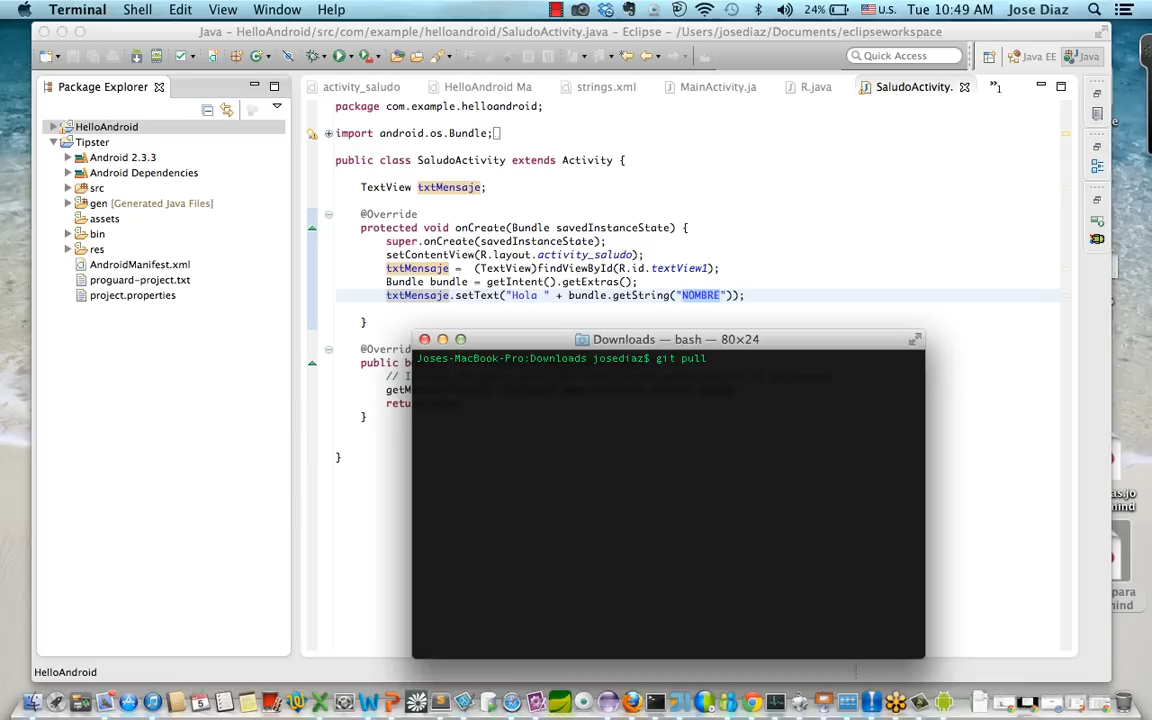 Terminal Shell Edit View Window Help
24% U.S. Tue 10:49 AM Jose Diaz
Java – HelloAndroid/src/com/example/helloandroid/SaludoActivity.java – Eclipse – /Users/josediaz/Documents/eclipseworkspace
Quick Access
Java EE Java
Package Explorer
activity_saludo HelloAndroid Ma strings.xml MainActivity.ja R.java SaludoActivity. »1
HelloAndroid
Tipster
Android 2.3.3
Android Dependencies
src
gen [Generated Java Files]
assets
bin
res
AndroidManifest.xml
proguard-project.txt
project.properties
package com.example.helloandroid;
import android.os.Bundle;
public class SaludoActivity extends Activity {
TextView txtMensaje;
@Override
protected void onCreate(Bundle savedInstanceState) {
super.onCreate(savedInstanceState);
setContentView(R.layout.activity_saludo);
txtMensaje = (TextView)findViewById(R.id.textView1);
Bundle bundle = getIntent().getExtras();
txtMensaje.setText("Hola " + bundle.getString("NOMBRE"));
}
@Overri
public b
// I
getM
retu
}
}
Downloads — bash — 80×24
Joses-MacBook-Pro:Downloads josediaz$ git pull
HelloAndroid